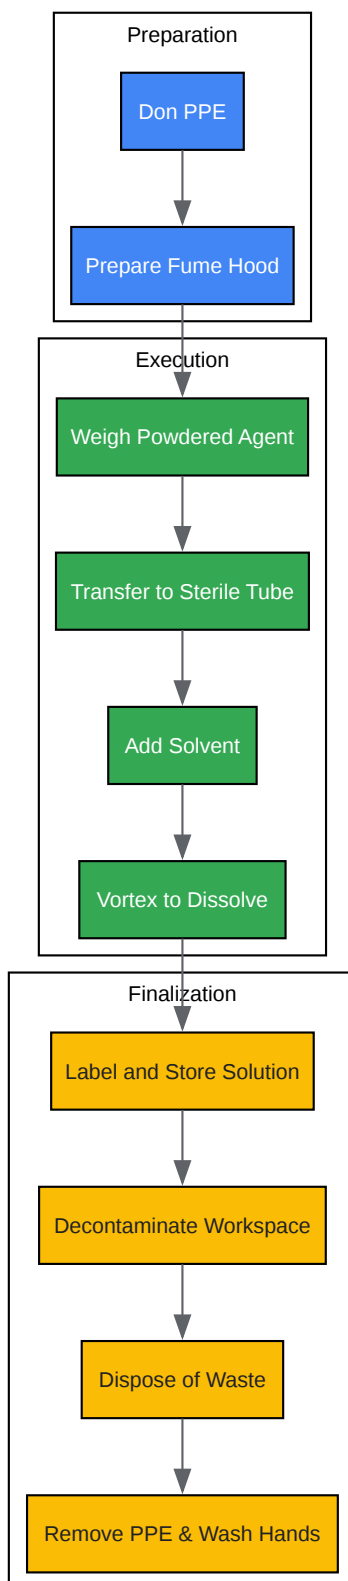 Preparation
Don PPE
Prepare Fume Hood
Execution
Weigh Powdered Agent
Transfer to Sterile Tube
Add Solvent
Vortex to Dissolve
Finalization
Label and Store Solution
Decontaminate Workspace
Dispose of Waste
Remove PPE & Wash Hands